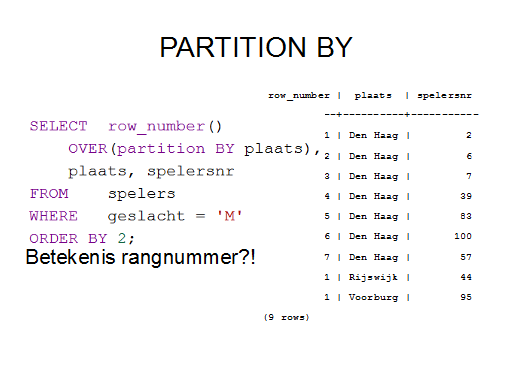 PARTITION BY
SELECT row_number()
OVER(partition BY plaats),
plaats, spelersnr
FROM spelers
WHERE geslacht = 'M'
ORDER BY 2;
Betekenis rangnummer?!
row_number | plaats | spelersnr
--+----------+-----------
1 | Den Haag | 2
2 | Den Haag | 6
3 | Den Haag | 7
4 | Den Haag | 39
5 | Den Haag | 83
6 | Den Haag | 100
7 | Den Haag | 57
1 | Rijswijk | 44
1 | Voorburg | 95
(9 rows)